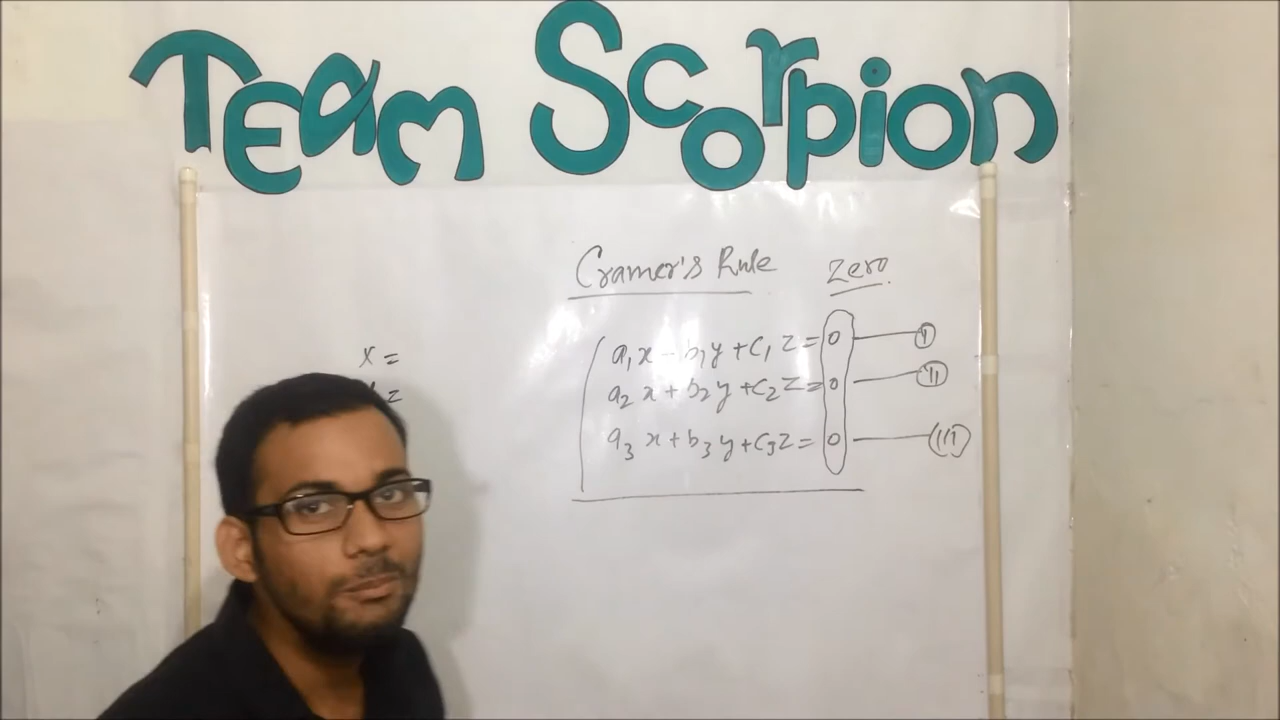 TEam Scorpion
Cramer's Rule Zero
a₁x - b₁y + c₁z = 0 — I
a₂x + b₂y + c₂z = 0 — II
a₃x + b₃y + c₃z = 0 — III
x =
z